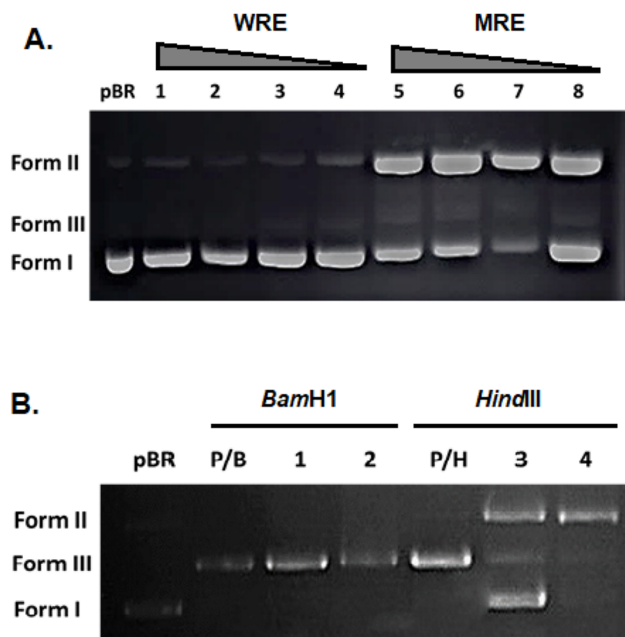 A.
WRE MRE
pBR 1 2 3 4 5 6 7 8
Form II
Form III
Form I
B.
BamH1 HindIII
pBR P/B 1 2 P/H 3 4
Form II
Form III
Form I